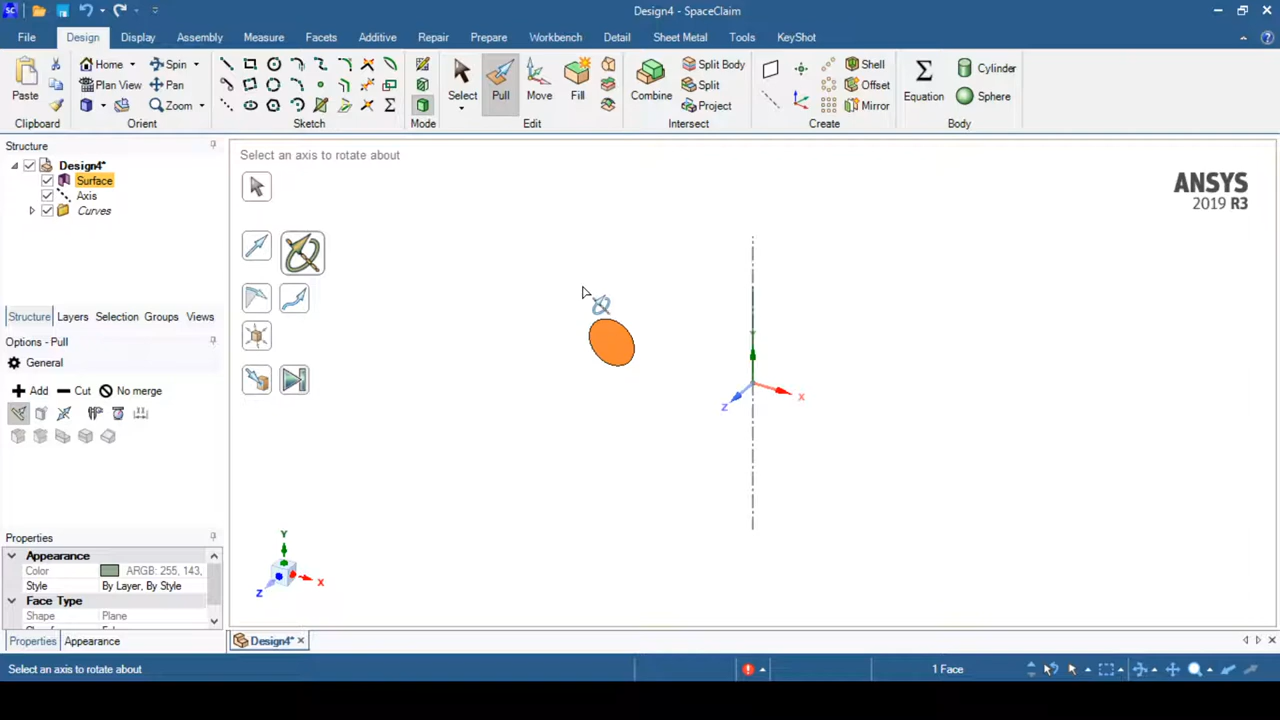 SC
Design4 - SpaceClaim
File Design Display Assembly Measure Facets Additive Repair Prepare Workbench Detail Sheet Metal Tools KeyShot
Paste
Clipboard
Home Spin
Plan View Pan
Zoom
Orient
Sketch
Mode
Select Pull Move Fill
Edit
Combine
Split Body
Split
Project
Intersect
Shell
Offset
Mirror
Create
Equation
Cylinder
Sphere
Body
Structure
Design4*
Surface
Axis
Curves
Structure Layers Selection Groups Views
Options - Pull
General
Add Cut No merge
Properties
Appearance
Color ARGB: 255, 143,
Style By Layer, By Style
Face Type
Shape Plane
Properties Appearance
Select an axis to rotate about
ANSYS
2019 R3
Y
Z
X
Y
X
Z
Design4*
Select an axis to rotate about
1 Face